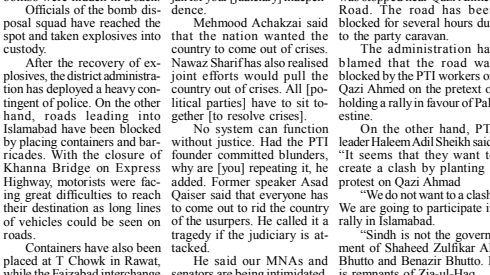 Officials of the bomb dis-
posal squad have reached the
spot and taken explosives into
custody.
After the recovery of ex-
plosives, the district administra-
tion has deployed a heavy con-
tingent of police. On the other
hand, roads leading into
Islamabad have been blocked
by placing containers and bar-
ricades. With the closure of
Khanna Bridge on Express
Highway, motorists were fac-
ing great difficulties to reach
their destination as long lines
of vehicles could be seen on
roads.
Containers have also been
placed at T Chowk in Rawat,
while the Faizabad interchange
dence.
Mehmood Achakzai said
that the nation wanted the
country to come out of crises.
Nawaz Sharif has also realised
joint efforts would pull the
country out of crises. All [po-
litical parties] have to sit to-
gether [to resolve crises].
No system can function
without justice. Had the PTI
founder committed blunders,
why are [you] repeating it, he
added. Former speaker Asad
Qaiser said that everyone has
to come out to rid the country
of the usurpers. He called it a
tragedy if the judiciary is at-
tacked.
He said our MNAs and
senators are being intimidated
Road. The road has bee
blocked for several hours du
to the party caravan.
The administration ha
blamed that the road wa
blocked by the PTI workers o
Qazi Ahmed on the pretext o
holding a rally in favour of Pal
estine.
On the other hand, PT
leader Haleem Adil Sheikh said
"It seems that they want t
create a clash by planting
protest on Qazi Ahmad
"We do not want to a clash
We are going to participate i
rally in Islamabad.
"Sindh is not the govern
ment of Shaheed Zulfikar A
Bhutto and Benazir Bhutto. I
is remnants of Zia-ul-Haq